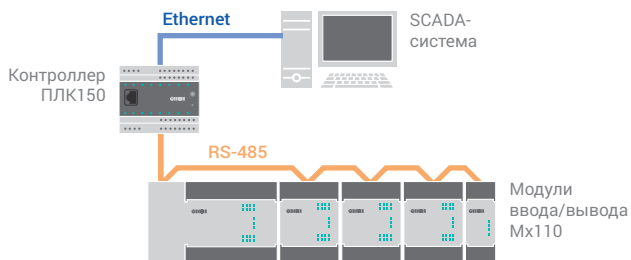 Ethernet
SCADA-
система
Контроллер
ПЛК150
RS-485
Модули
ввода/вывода
Мх110